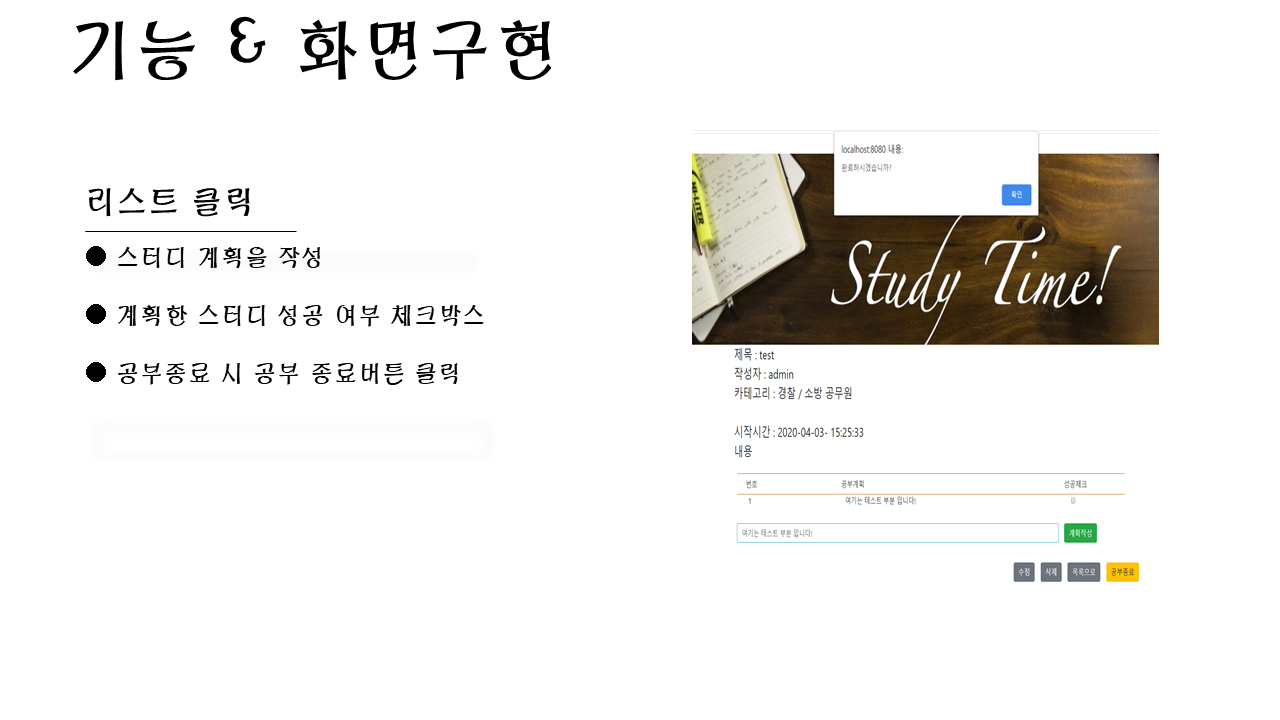 기능 & 화면구현
리스트 클릭
● 스터디 계획을 작성
● 계획한 스터디 성공 여부 체크박스
● 공부종료 시 공부 종료버튼 클릭
localhost:8080 내용:
완료하시겠습니까?
확인
HI-LITER
Study Time!
제목 : test
작성자 : admin
카테고리 : 경찰 / 소방 공무원
시작시간 : 2020-04-03- 15:25:33
내용
번호 공부계획 성공체크
1 여기는 테스트 부분 입니다!
여기는 테스트 부분 입니다! 계획작성
수정 삭제 목록으로 공부종료